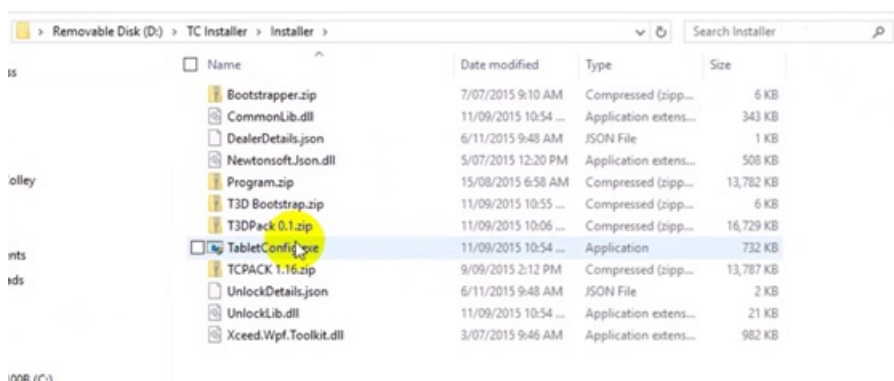 > Removable Disk (D:) > TC Installer > Installer >
Search Installer
Name Date modified Type Size
ss
Bootstrapper.zip 7/07/2015 9:10 AM Compressed (zipp... 6 KB
CommonLib.dll 11/09/2015 10:54 ... Application extens... 343 KB
DealerDetails.json 6/11/2015 9:48 AM JSON File 1 KB
Newtonsoft.Json.dll 5/07/2015 12:20 PM Application extens... 508 KB
olley
Program.zip 15/08/2015 6:58 AM Compressed (zipp... 13,782 KB
T3D Bootstrap.zip 11/09/2015 10:55 ... Compressed (zipp... 6 KB
T3DPack 0.1.zip 11/09/2015 10:06 ... Compressed (zipp... 16,729 KB
TabletConfig.exe 11/09/2015 10:54 ... Application 732 KB
nts
TCPACK 1.16.zip 9/09/2015 2:12 PM Compressed (zipp... 13,787 KB
ads
UnlockDetails.json 6/11/2015 9:48 AM JSON File 2 KB
UnlockLib.dll 11/09/2015 10:54 ... Application extens... 21 KB
Xceed.Wpf.Toolkit.dll 3/07/2015 9:46 AM Application extens... 982 KB